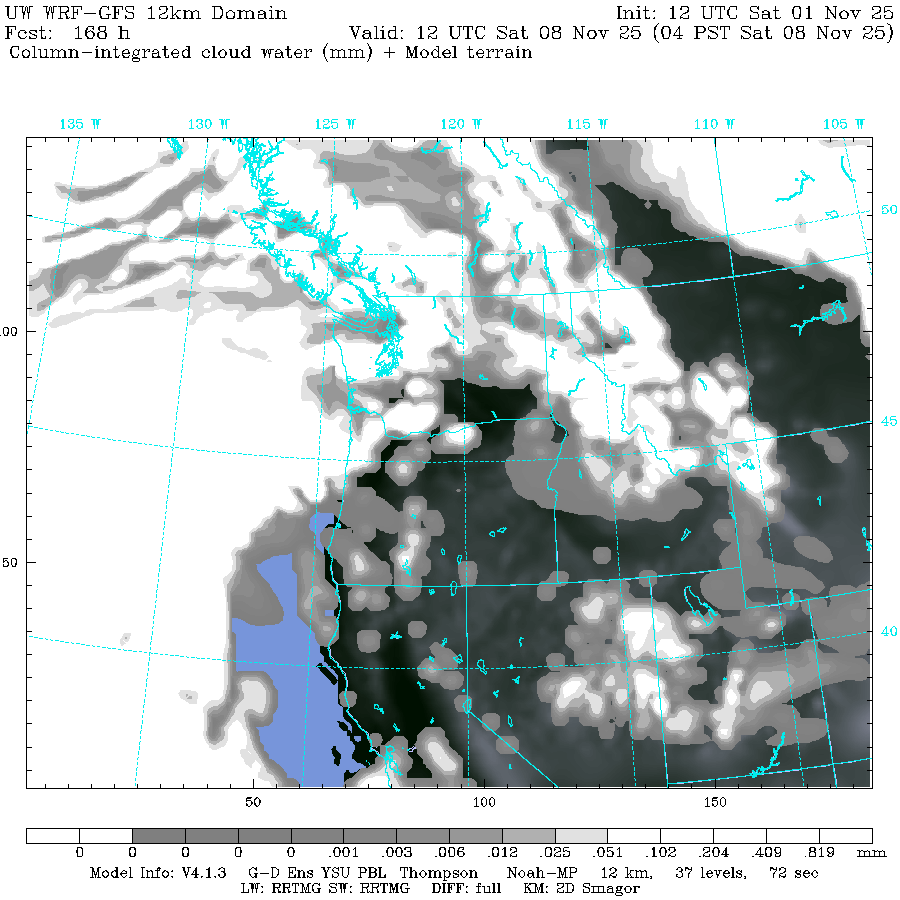 UW WRF-GFS 12km Domain Init: 12 UTC Sat 01 Nov 25
Fcst: 168 h Valid: 12 UTC Sat 08 Nov 25 (04 PST Sat 08 Nov 25)
Column-integrated cloud water (mm) + Model terrain
135 W 130 W 125 W 120 W 115 W 110 W 105 W
50
00
45
50
40
50 100 150
0 0 0 0 0 .001 .003 .006 .012 .025 .051 .102 .204 .409 .819 mm
Model Info: V4.1.3 G-D Ens YSU PBL Thompson Noah-MP 12 km, 37 levels, 72 sec
LW: RRTMG SW: RRTMG DIFF: full KM: 2D Smagor